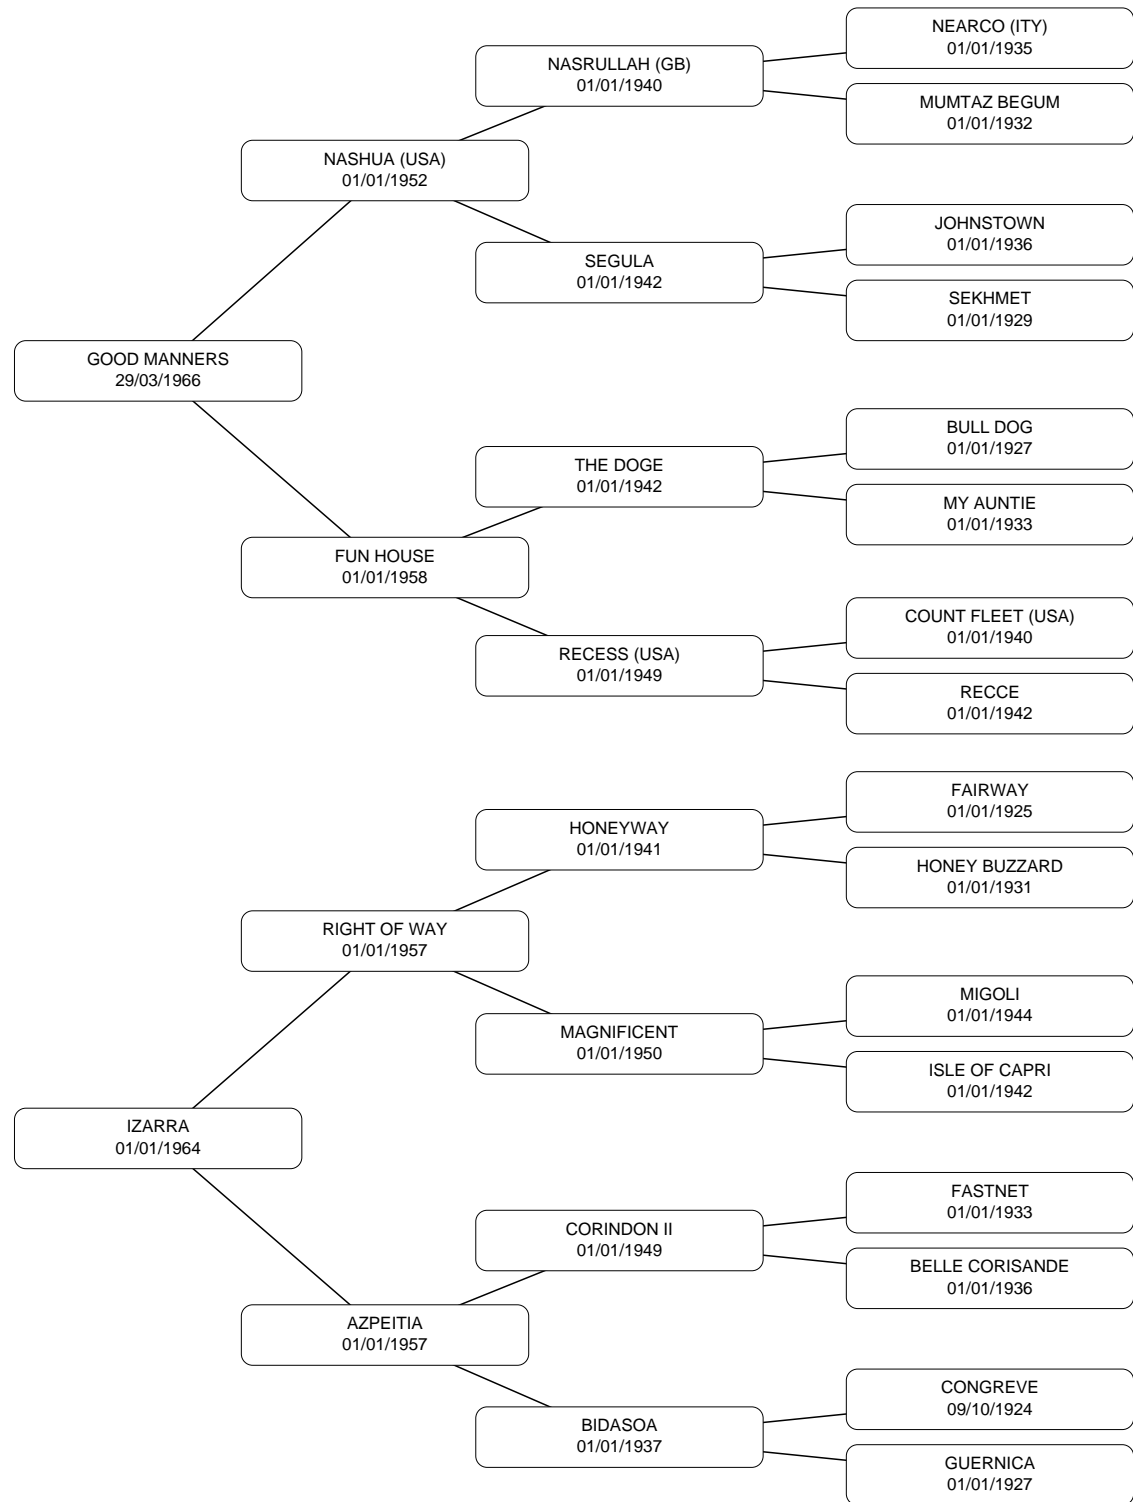 NEARCO (ITY)
01/01/1935
NASRULLAH (GB)
01/01/1940
MUMTAZ BEGUM
01/01/1932
NASHUA (USA)
01/01/1952
JOHNSTOWN
01/01/1936
SEGULA
01/01/1942
SEKHMET
01/01/1929
GOOD MANNERS
29/03/1966
BULL DOG
01/01/1927
THE DOGE
01/01/1942
MY AUNTIE
01/01/1933
FUN HOUSE
01/01/1958
COUNT FLEET (USA)
01/01/1940
RECESS (USA)
01/01/1949
RECCE
01/01/1942
FAIRWAY
01/01/1925
HONEYWAY
01/01/1941
HONEY BUZZARD
01/01/1931
RIGHT OF WAY
01/01/1957
MIGOLI
01/01/1944
MAGNIFICENT
01/01/1950
ISLE OF CAPRI
01/01/1942
IZARRA
01/01/1964
FASTNET
01/01/1933
CORINDON II
01/01/1949
BELLE CORISANDE
01/01/1936
AZPEITIA
01/01/1957
CONGREVE
09/10/1924
BIDASOA
01/01/1937
GUERNICA
01/01/1927